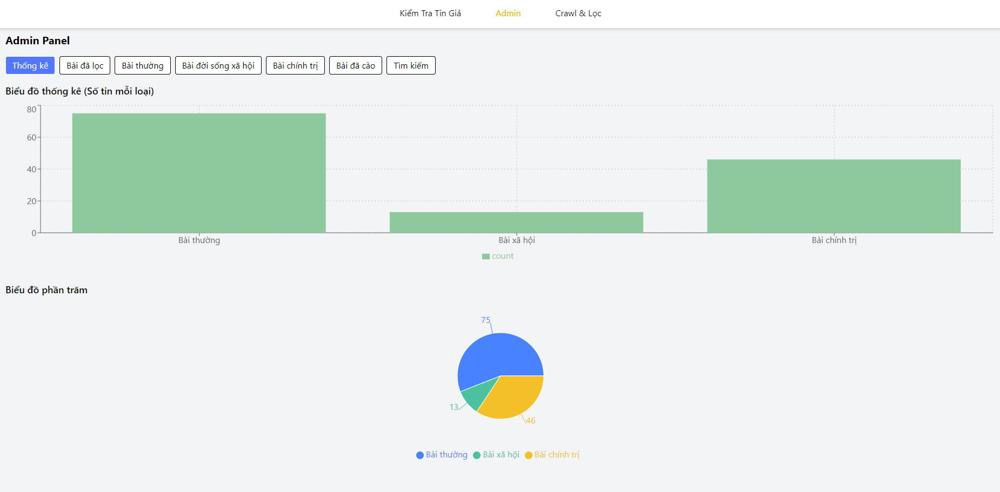 Kiểm Tra Tin Giả Admin Crawl & Lọc
Admin Panel
Thống kê Bài đã lọc Bài thường Bài đời sống xã hội Bài chính trị Bài đã cào Tìm kiếm
Biểu đồ thống kê (Số tin mỗi loại)
80
60
40
20
0
Bài thường Bài xã hội Bài chính trị
count
Biểu đồ phần trăm
75
13
46
Bài thường Bài xã hội Bài chính trị